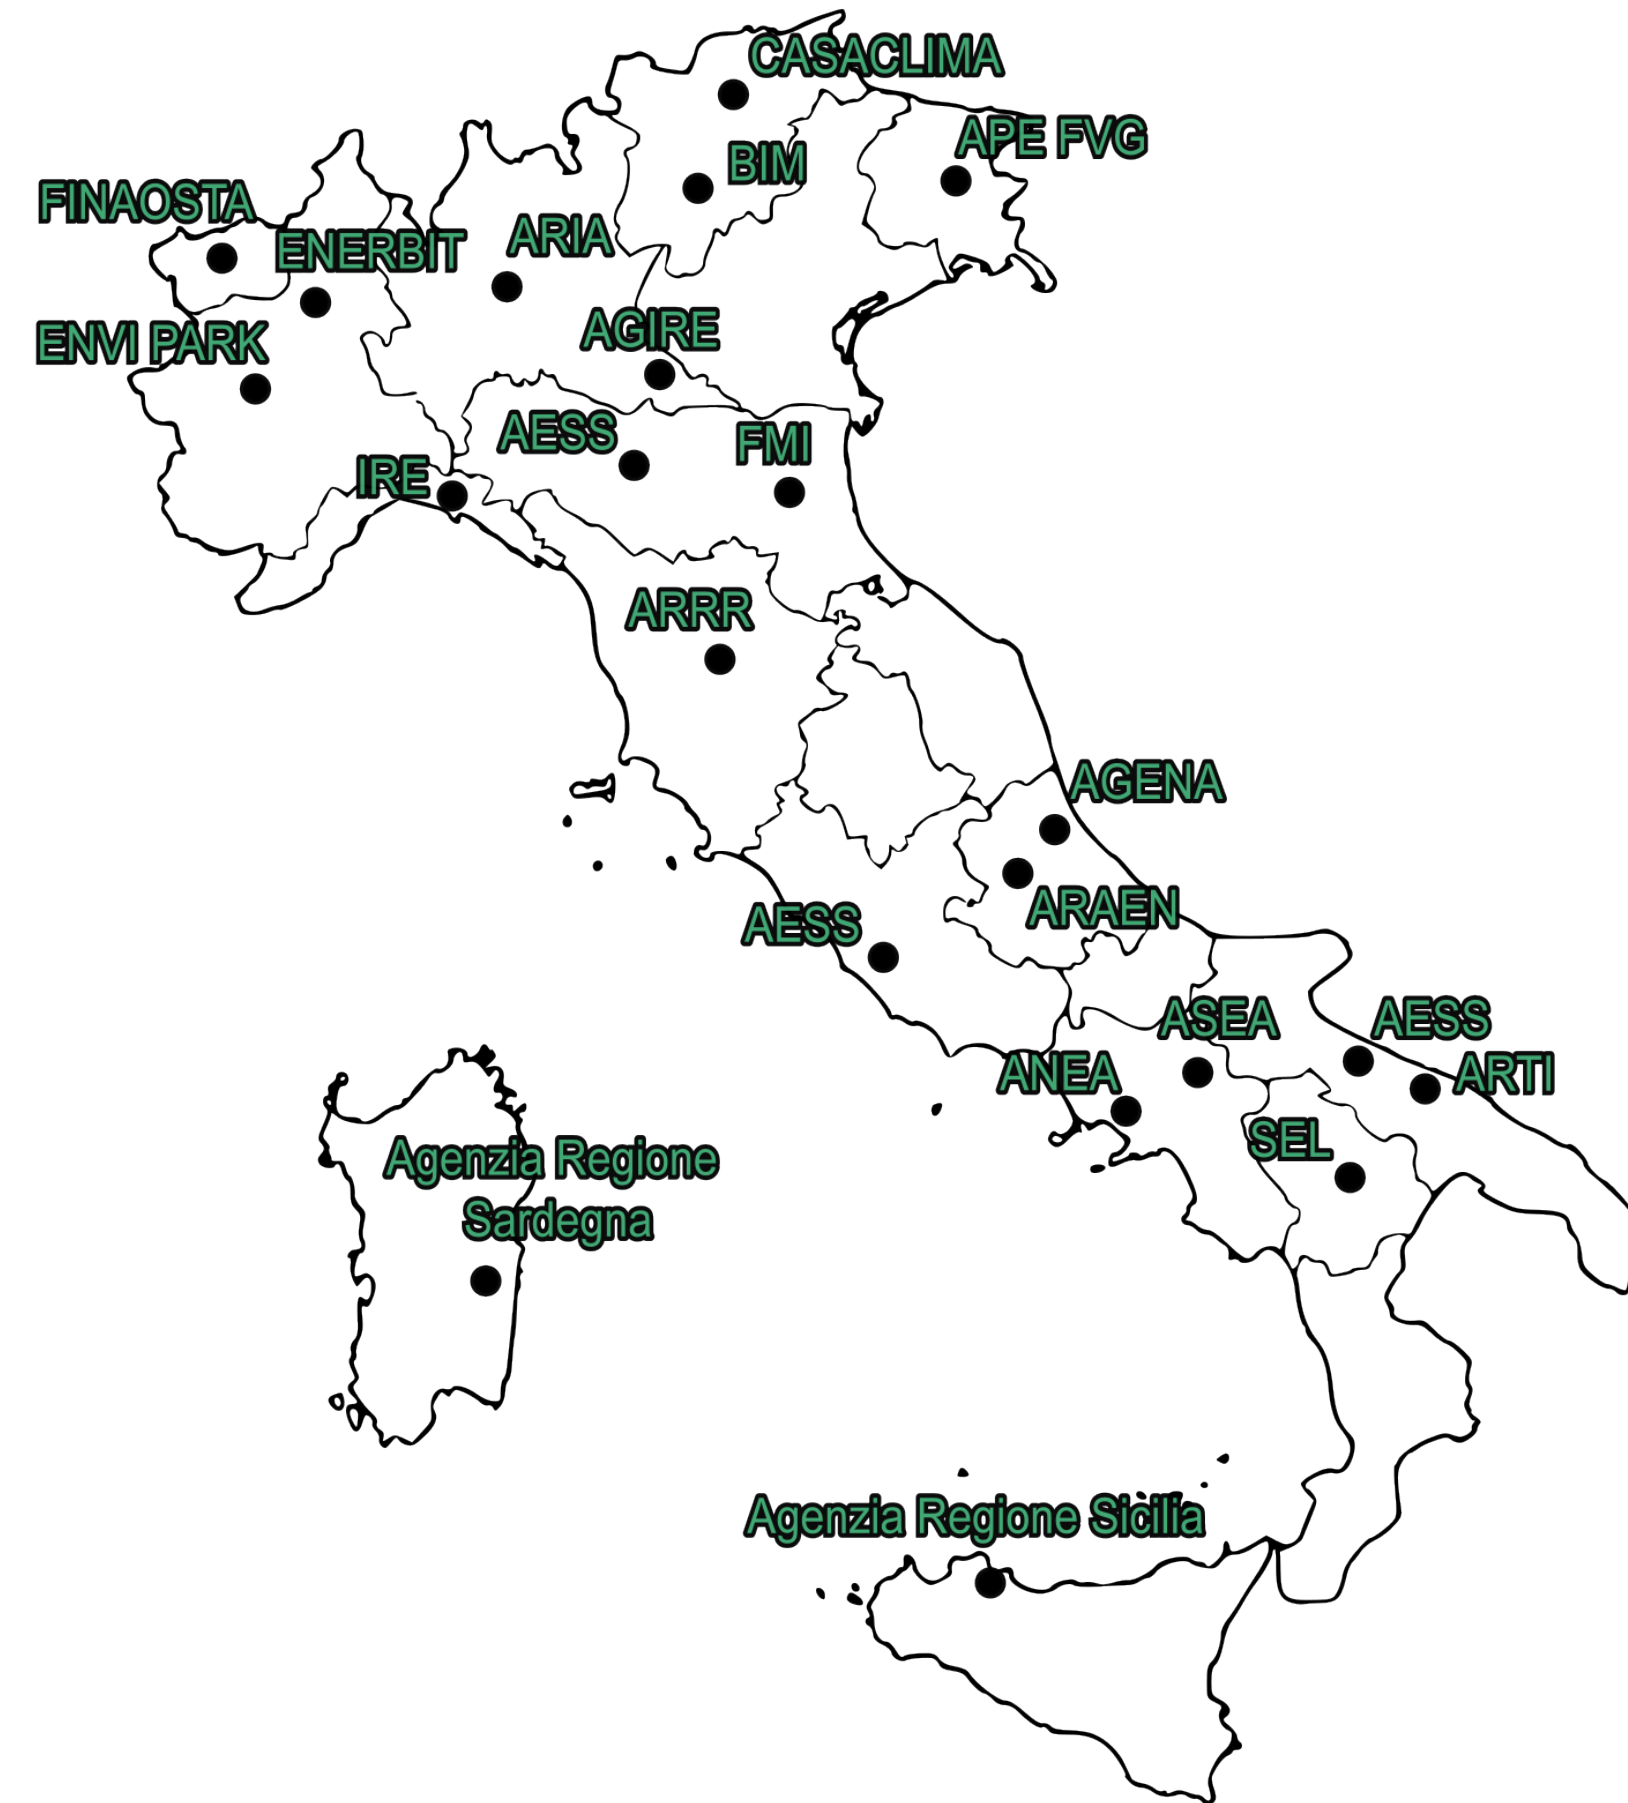 CASACLIMA
APE FVG
BIM
FINAOSTA
ENERBIT
ARIA
ENVI PARK
AGIRE
AESS
FMI
IRE
ARRR
AGENA
ARAEN
AESS
ASEA
AESS
ANEA
ARTI
SEL
Agenzia Regione
Sardegna
Agenzia Regione Sicilia